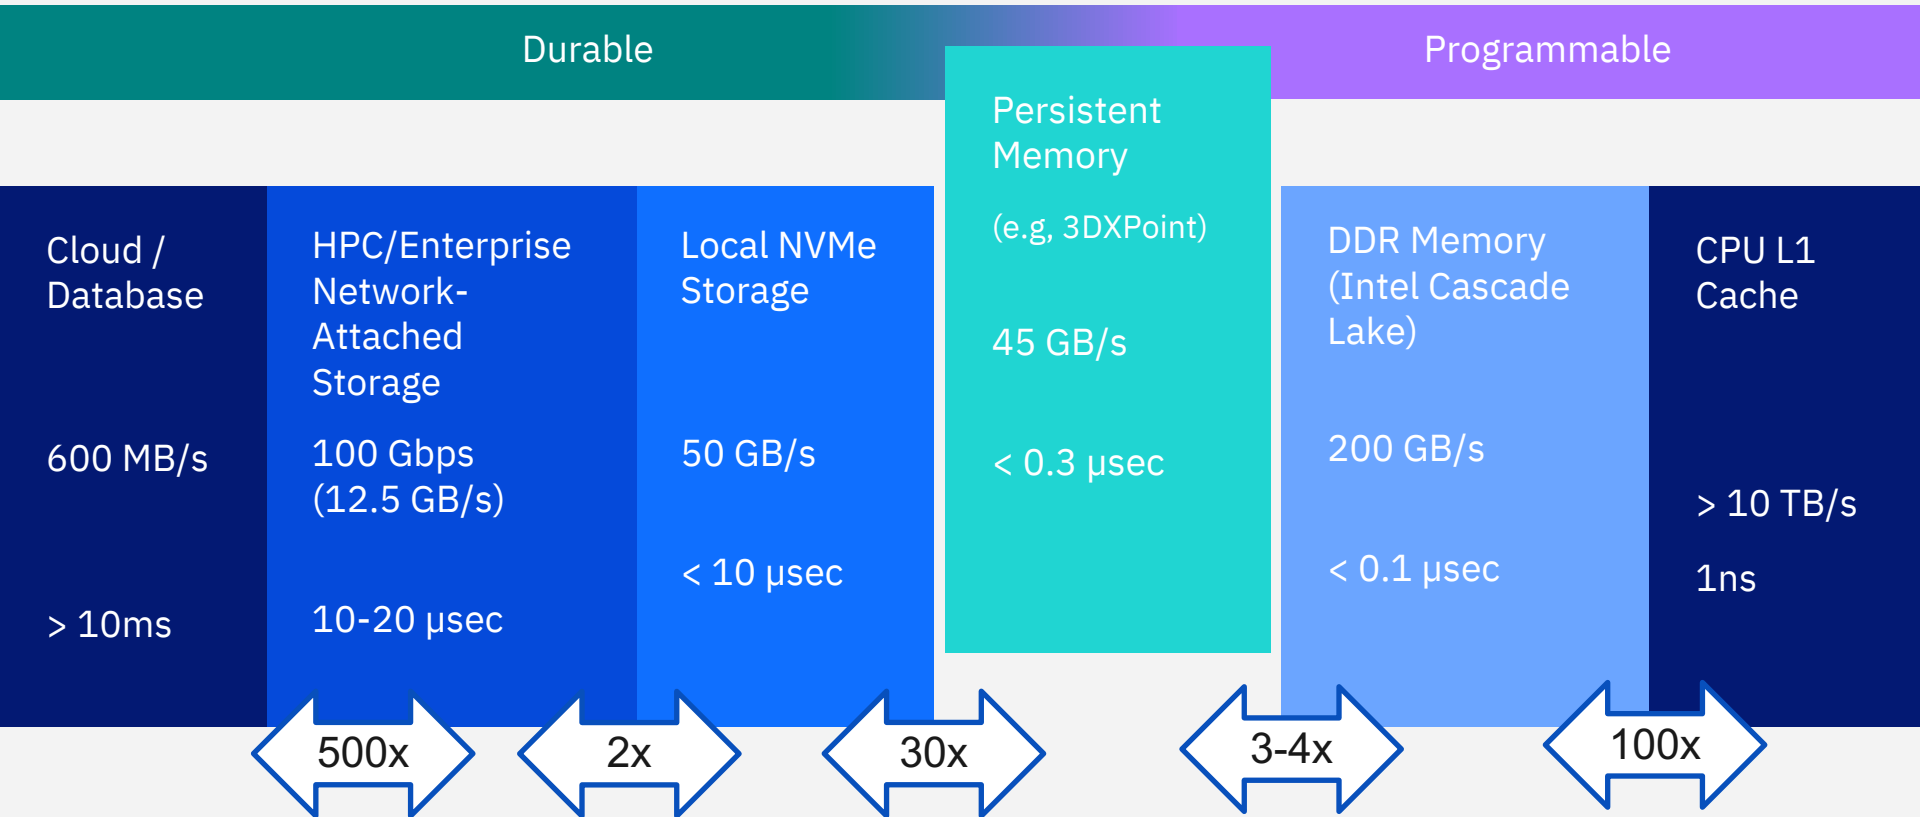 Durable
Programmable
Cloud /
Database
600 MB/s
> 10ms
HPC/Enterprise
Network-
Attached
Storage
100 Gbps
(12.5 GB/s)
10-20 µsec
Local NVMe
Storage
50 GB/s
< 10 µsec
Persistent
Memory
(e.g, 3DXPoint)
45 GB/s
< 0.3 µsec
DDR Memory
(Intel Cascade
Lake)
200 GB/s
< 0.1 µsec
CPU L1
Cache
> 10 TB/s
1ns
500x
2x
30x
3-4x
100x